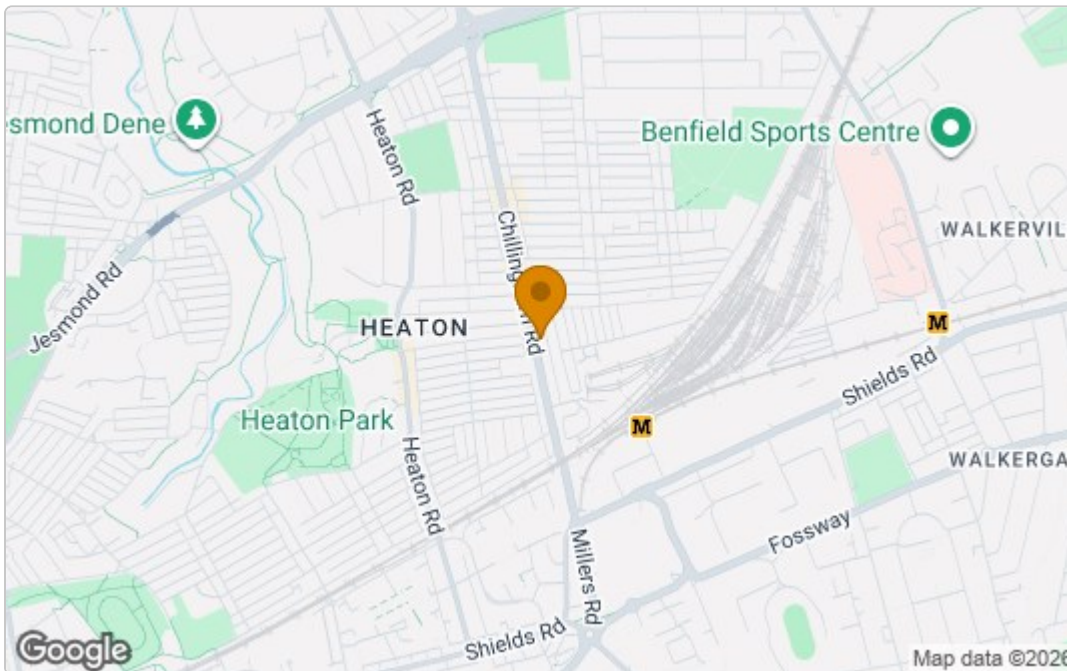 esmond Dene
Heaton Rd
Benfield Sports Centre
Chilling
m Rd
WALKERVIL
Jesmond Rd
HEATON
M
Shields Rd
Heaton Park
M
Heaton Rd
WALKERGA
Fossway
Millers Rd
Shields Rd
Google
Map data ©2026